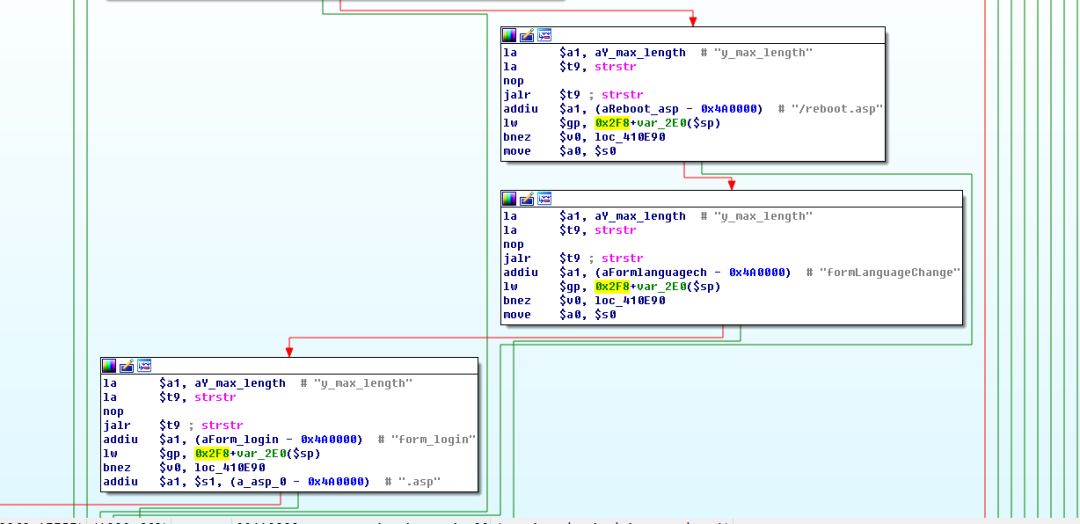 la $a1, aY_max_length # "y_max_length"
la $t9, strstr
nop
jalr $t9 ; strstr
addiu $a1, (aReboot_asp - 0x4A0000) # "/reboot.asp"
lw $gp, 0x2F8+var_2E0($sp)
bnez $v0, loc_410E90
move $a0, $s0
la $a1, aY_max_length # "y_max_length"
la $t9, strstr
nop
jalr $t9 ; strstr
addiu $a1, (aFormlanguagech - 0x4A0000) # "formLanguageChange"
lw $gp, 0x2F8+var_2E0($sp)
bnez $v0, loc_410E90
move $a0, $s0
la $a1, aY_max_length # "y_max_length"
la $t9, strstr
nop
jalr $t9 ; strstr
addiu $a1, (aForm_login - 0x4A0000) # "form_login"
lw $gp, 0x2F8+var_2E0($sp)
bnez $v0, loc_410E90
addiu $a1, $s1, (a_asp_0 - 0x4A0000) # ".asp"